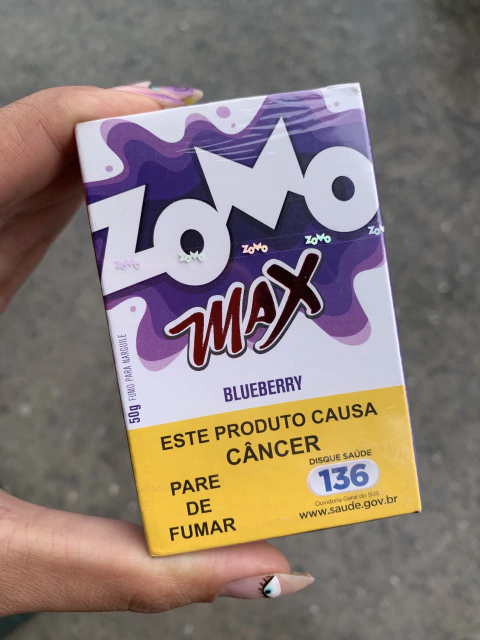 ZOMO
ZOMO ZOMO ZOMO ZOMO
MAX
BLUEBERRY
50g FUMO PARA NARGUILE
ESTE PRODUTO CAUSA
CÂNCER
PARE
DE
FUMAR
DISQUE SAÚDE
136
Ouvidoria Geral do SUS
www.saude.gov.br